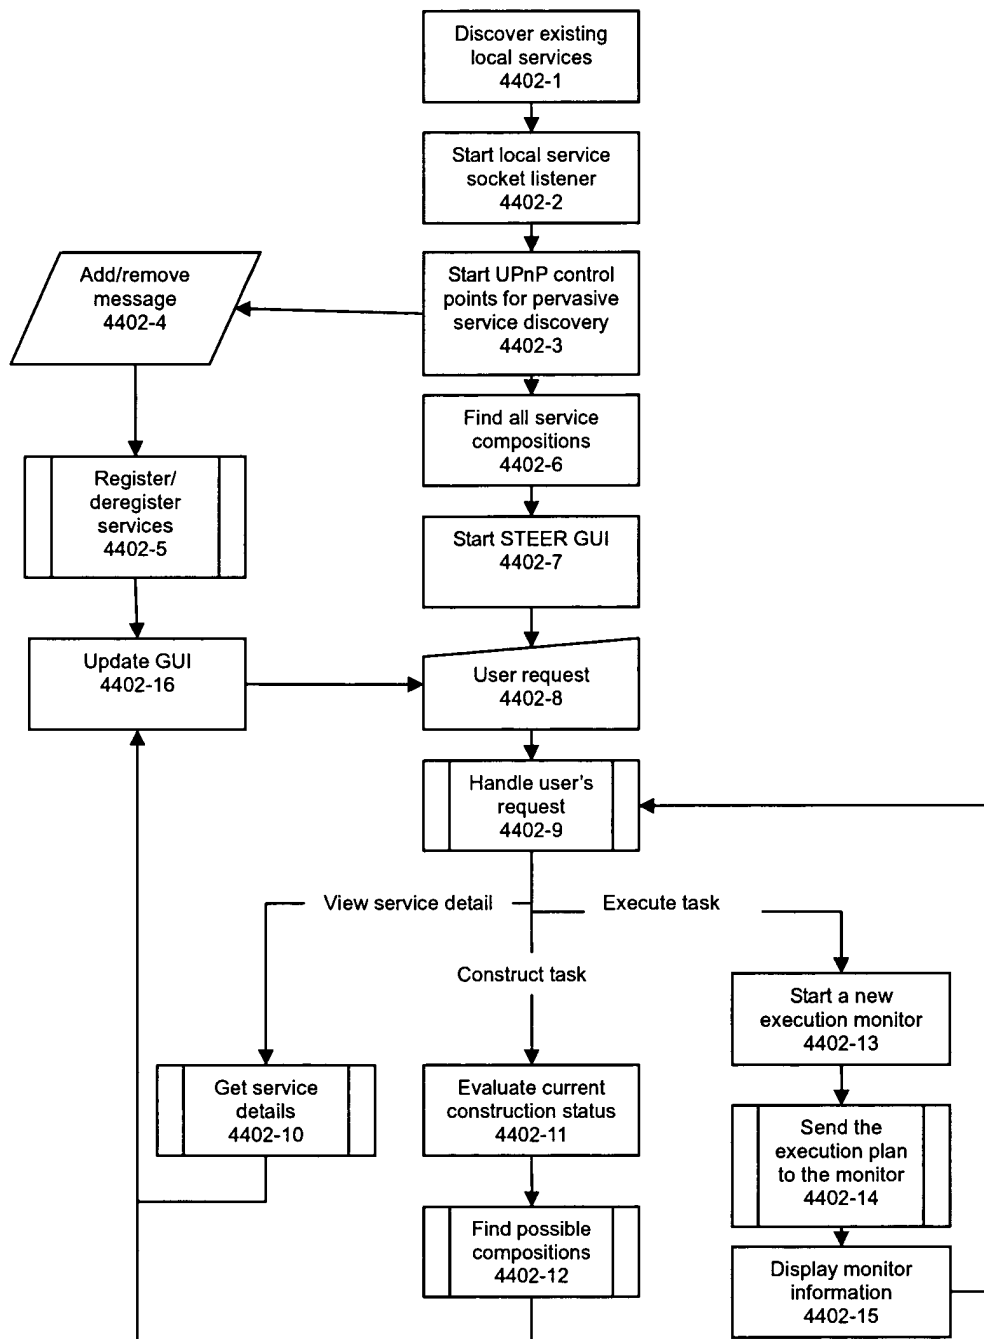 Discover existing
local services
4402-1
Start local service
socket listener
4402-2
Add/remove
message
4402-4
Start UPnP control
points for pervasive
service discovery
4402-3
Find all service
compositions
4402-6
Register/
deregister
services
4402-5
Start STEER GUI
4402-7
Update GUI
4402-16
User request
4402-8
Handle user's
request
4402-9
View service detail
Execute task
Construct task
Start a new
execution monitor
4402-13
Get service
details
4402-10
Evaluate current
construction status
4402-11
Send the
execution plan
to the monitor
4402-14
Find possible
compositions
4402-12
Display monitor
information
4402-15